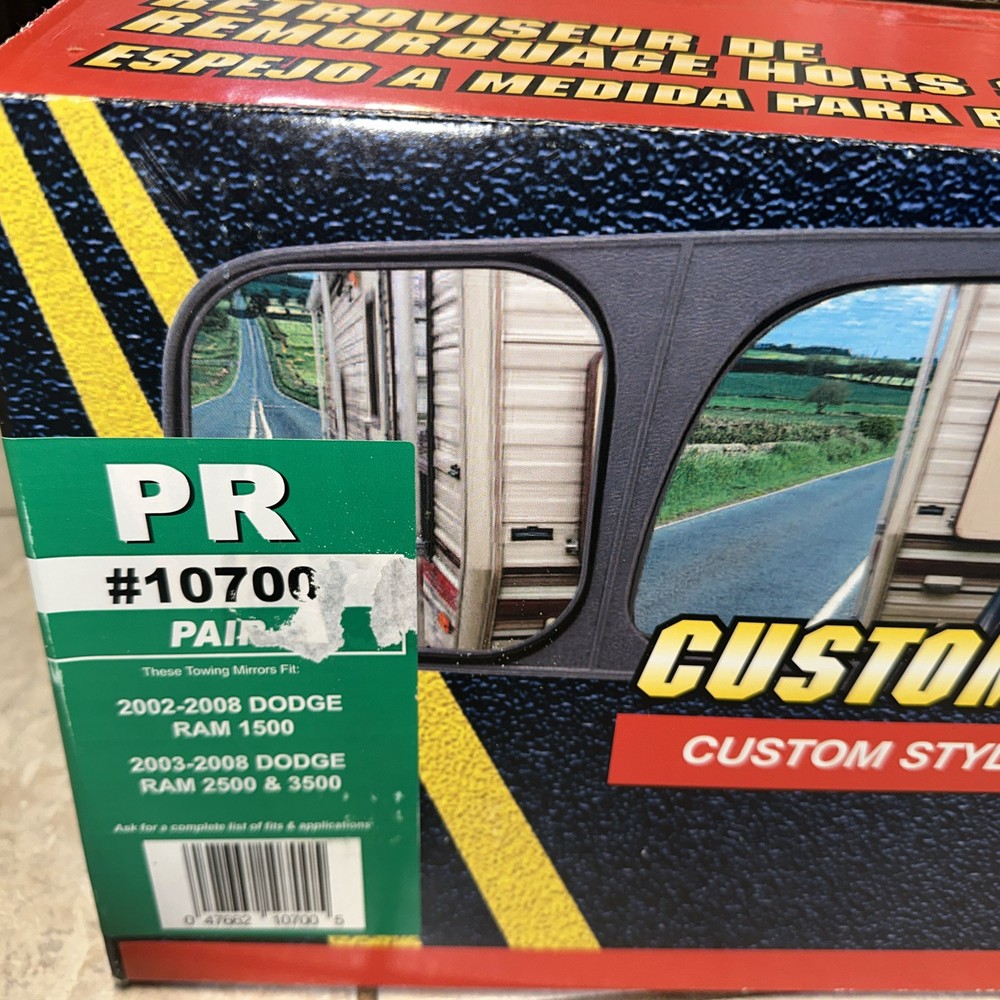 RETROVISEUR DE
REMORQUAGE HORS
ESPEJO A MEDIDA PARA
PR
#10700
PAIR
These Towing Mirrors Fit:
2002-2008 DODGE
RAM 1500
2003-2008 DODGE
RAM 2500 & 3500
Ask for a complete list of fits & applications
0 47662 10700 5
CUSTOM
CUSTOM STYL